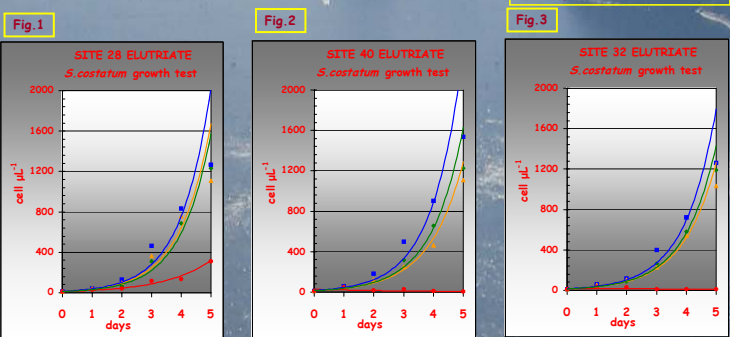 Fig.1
SITE 28 ELUTRIATE
S.costatum growth test
2000
1600
1200
800
400
0
cell µL-1
0 1 2 3 4 5
days
Fig.2
SITE 40 ELUTRIATE
S.costatum growth test
2000
1600
1200
800
400
0
cell µL-1
0 1 2 3 4 5
days
Fig.3
SITE 32 ELUTRIATE
S.costatum growth test
2000
1600
1200
800
400
0
cell µL-1
0 1 2 3 4 5
days